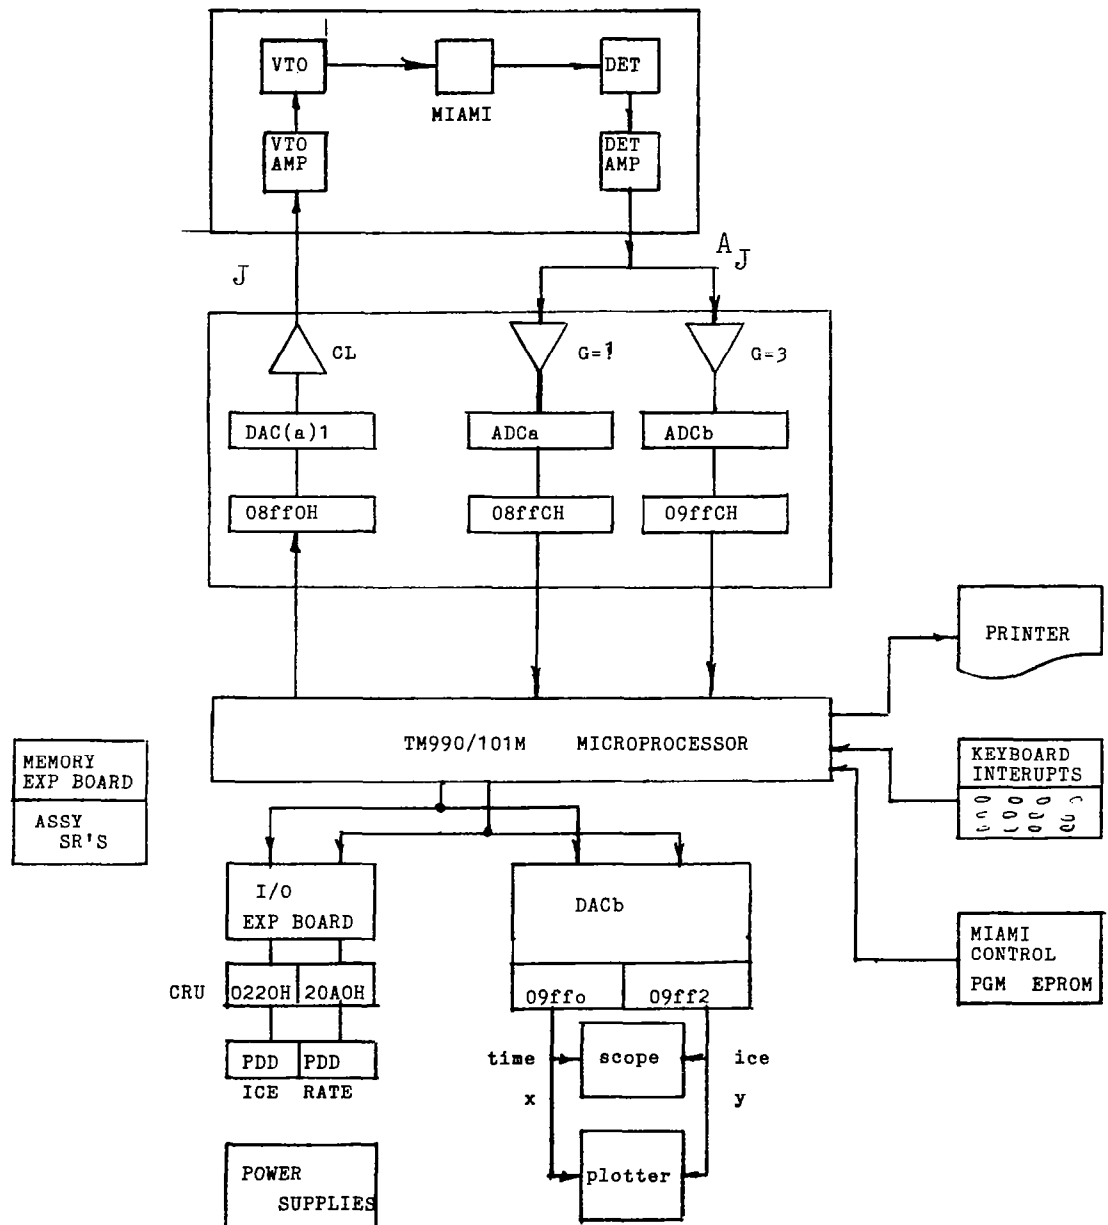 VTO
DET
MIAMI
VTO
AMP
DET
AMP
J
A J
CL
G=1
G=3
DAC(a)1
ADCa
ADCb
08ff0H
08ffCH
09ffCH
PRINTER
TM990/101M MICROPROCESSOR
MEMORY
EXP BOARD
ASSY
SR'S
KEYBOARD
INTERUPTS
I/O
EXP BOARD
DACb
MIAMI
CONTROL
PGM EPROM
CRU
0220H
20A0H
09ffo
09ff2
PDD
PDD
ICE
RATE
time
scope
ice
x
y
POWER
SUPPLIES
plotter